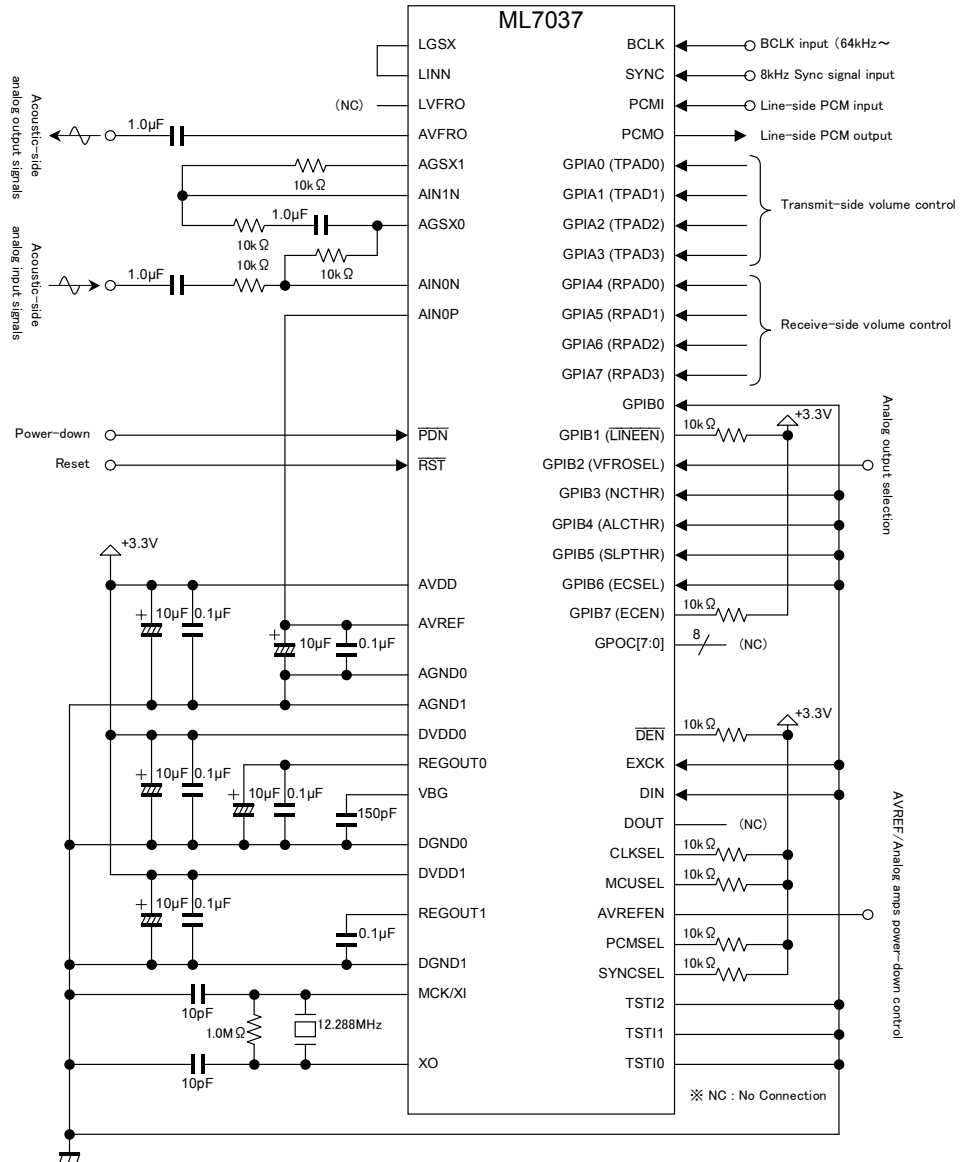 ML7037
LGSX
LINN
(NC)
LVFRO
Acoustic-side
analog output signals
1.0µF
AVFRO
AGSX1
10kΩ
AIN1N
1.0µF
10kΩ
AGSX0
10kΩ
10kΩ
Acoustic-side
analog input signals
1.0µF
AIN0N
AIN0P
Power-down
PDN
Reset
RST
+3.3V
AVDD
+
10µF
0.1µF
AVREF
+
10µF
0.1µF
AGND0
AGND1
DVDD0
+
10µF
0.1µF
REGOUT0
+
10µF
0.1µF
VBG
150pF
DGND0
DVDD1
+
10µF
0.1µF
REGOUT1
0.1µF
DGND1
MCK/XI
10pF
1.0MΩ
12.288MHz
XO
10pF
BCLK
BCLK input (64kHz～
SYNC
8kHz Sync signal input
PCMI
Line-side PCM input
PCMO
Line-side PCM output
GPIA0 (TPAD0)
GPIA1 (TPAD1)
GPIA2 (TPAD2)
GPIA3 (TPAD3)
Transmit-side volume control
GPIA4 (RPAD0)
GPIA5 (RPAD1)
GPIA6 (RPAD2)
GPIA7 (RPAD3)
Receive-side volume control
GPIB0
+3.3V
GPIB1 (LINEEN)
10kΩ
GPIB2 (VFROSEL)
Analog output selection
GPIB3 (NCTHR)
GPIB4 (ALCTHR)
GPIB5 (SLPTHR)
GPIB6 (ECSEL)
GPIB7 (ECEN)
10kΩ
GPOC[7:0]
8
(NC)
+3.3V
DEN
10kΩ
EXCK
DIN
DOUT
(NC)
CLKSEL
10kΩ
MCUSEL
10kΩ
AVREFEN
AVREF/Analog amps power-down control
PCMSEL
10kΩ
SYNCSEL
10kΩ
TSTI2
TSTI1
TSTI0
※ NC : No Connection